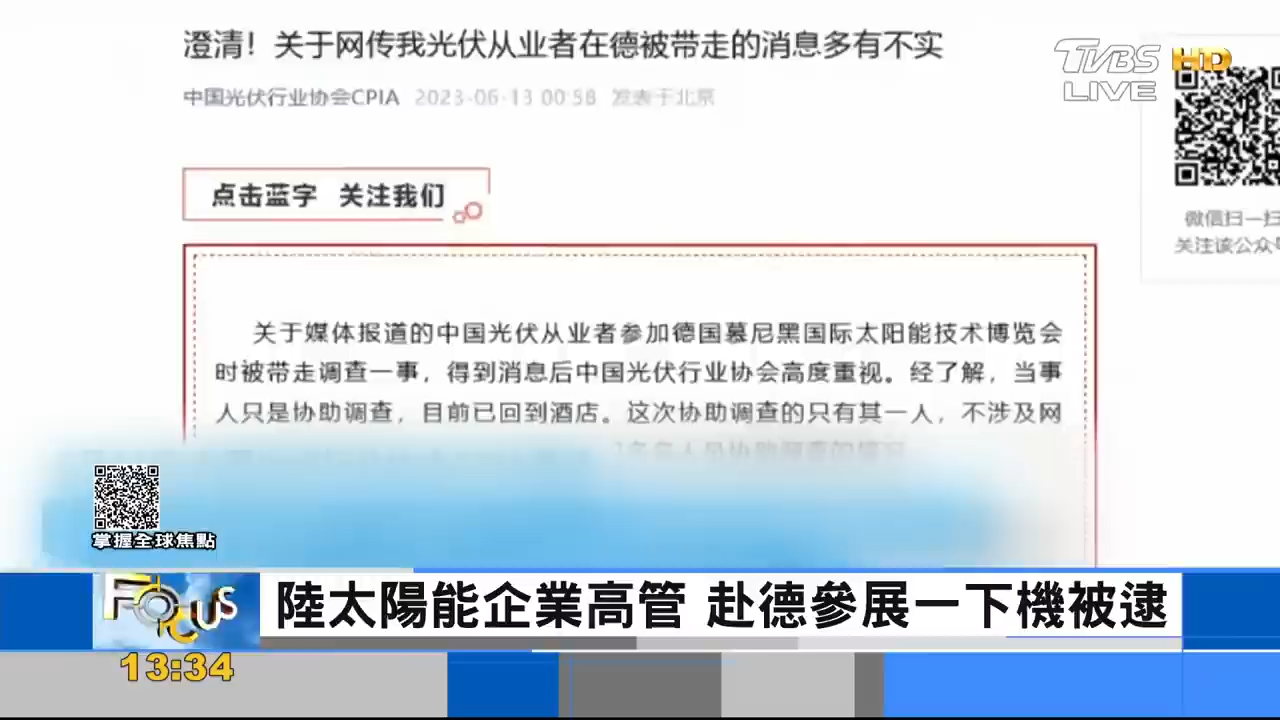 澄清！关于网传我光伏从业者在德被带走的消息多有不实
中国光伏行业协会CPIA 2023-06-13 00:58 发表于北京
TVBS HD
LIVE
点击蓝字 关注我们
微信扫一扫
关注该公众号
关于媒体报道的中国光伏从业者参加德国慕尼黑国际太阳能技术博览会
时被带走调查一事，得到消息后中国光伏行业协会高度重视。经了解，当事
人只是协助调查，目前已回到酒店。这次协助调查的只有其一人，不涉及网
掌握全球焦點
FOCUS
陸太陽能企業高管 赴德參展一下機被逮
13:34